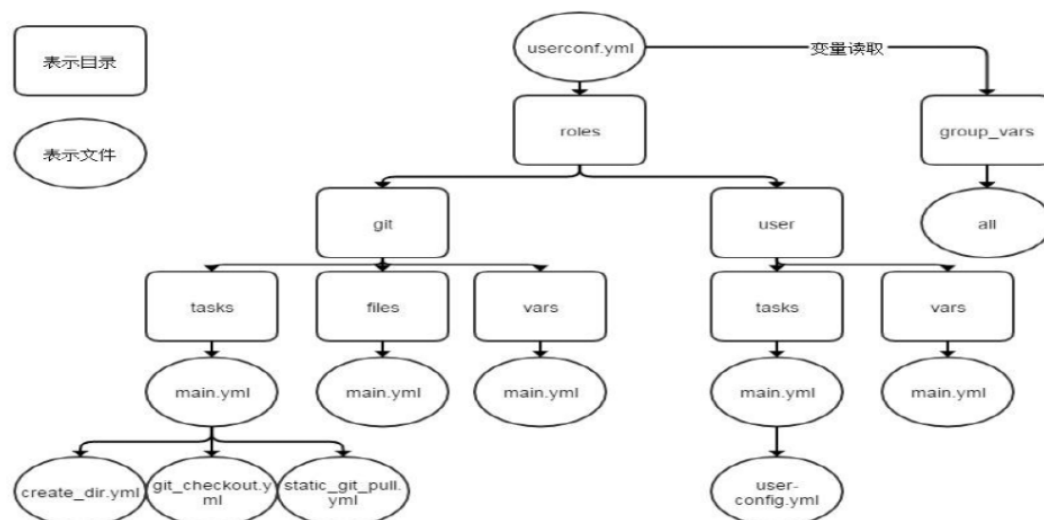 表示目录
userconf.yml
变量读取
表示文件
roles
group_vars
git
user
all
tasks
files
vars
tasks
vars
main.yml
main.yml
main.yml
main.yml
main.yml
create_dir.yml
git_checkout.y
ml
static_git_pull.
yml
user-
config.yml